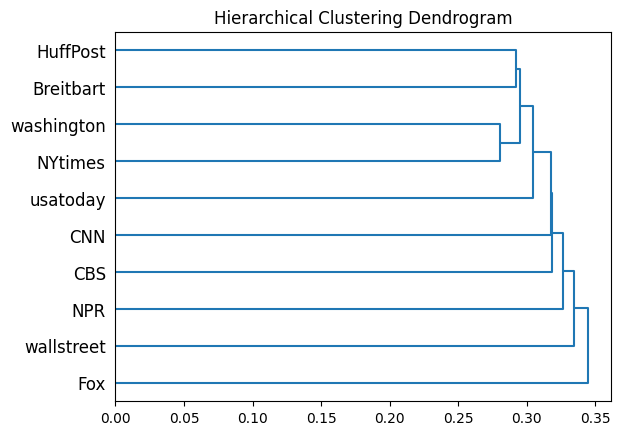 Hierarchical Clustering Dendrogram
HuffPost
Breitbart
washington
NYtimes
usatoday
CNN
CBS
NPR
wallstreet
Fox
0.00 0.05 0.10 0.15 0.20 0.25 0.30 0.35